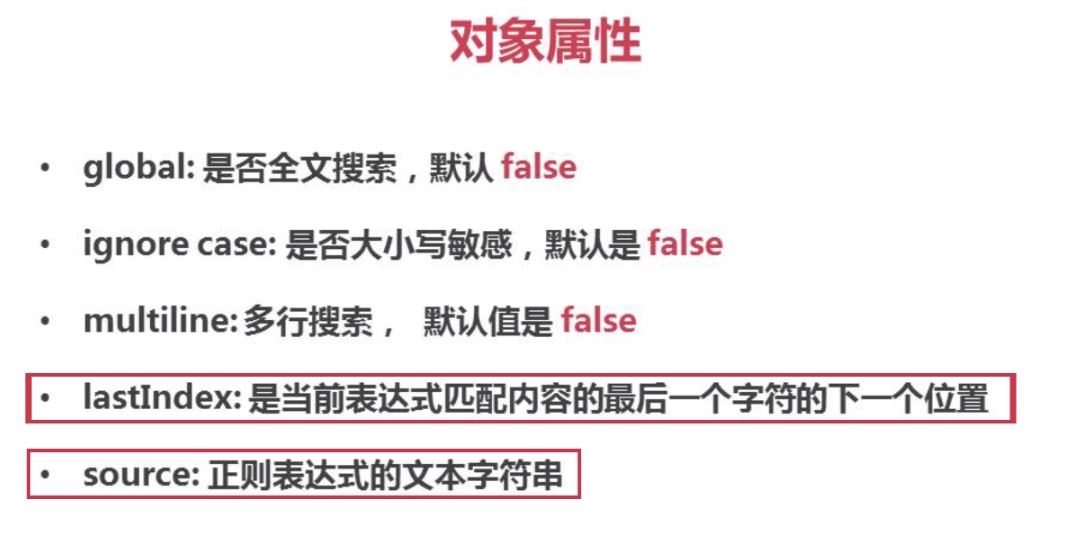 对象属性
• global: 是否全文搜索，默认 false
• ignore case: 是否大小写敏感，默认是 false
• multiline: 多行搜索， 默认值是 false
• lastIndex: 是当前表达式匹配内容的最后一个字符的下一个位置
• source: 正则表达式的文本字符串